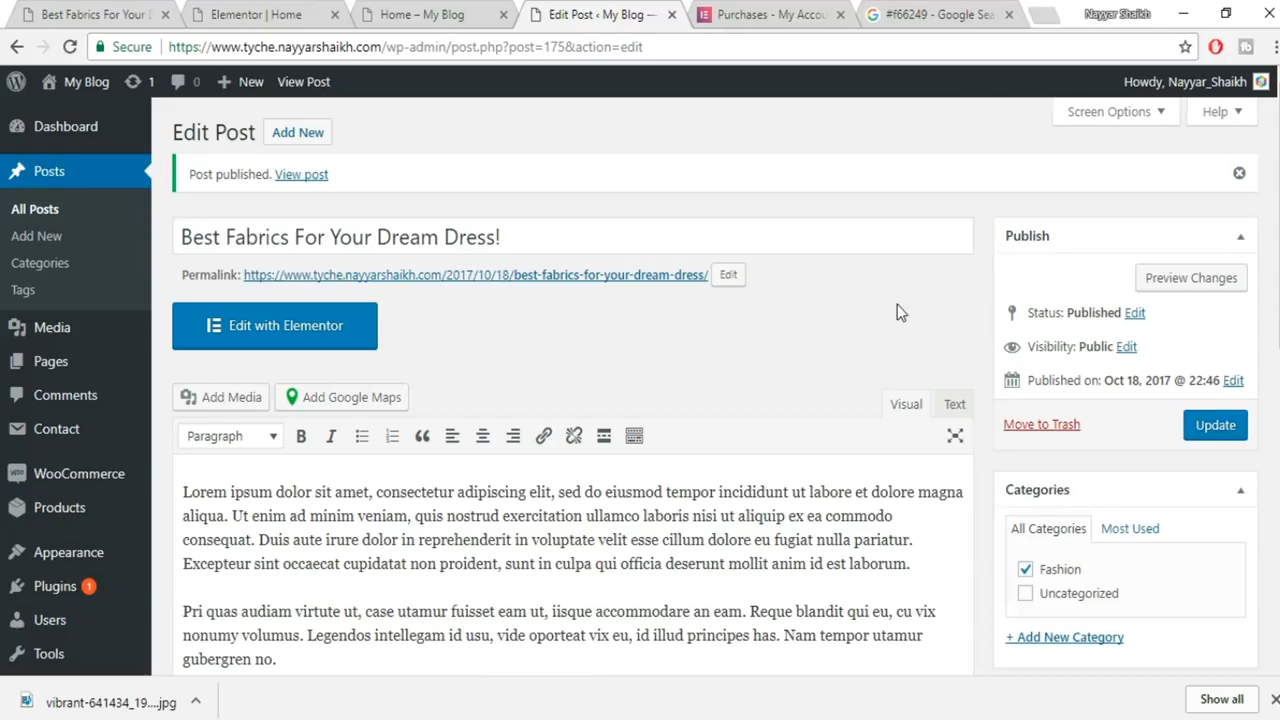 Best Fabrics For Your D
Elementor | Home
Home – My Blog
Edit Post ‹ My Blog —
Purchases - My Accou
#f66249 - Google Sea
Nayyar Shaikh
Secure
https://www.tyche.nayyarshaikh.com/wp-admin/post.php?post=175&action=edit
My Blog
1
0
New
View Post
Howdy, Nayyar_Shaikh
Dashboard
Posts
All Posts
Add New
Categories
Tags
Media
Pages
Comments
Contact
WooCommerce
Products
Appearance
Plugins 1
Users
Tools
Screen Options
Help
Edit Post
Add New
Post published. View post
Best Fabrics For Your Dream Dress!
Permalink: https://www.tyche.nayyarshaikh.com/2017/10/18/best-fabrics-for-your-dream-dress/ Edit
Edit with Elementor
Add Media
Add Google Maps
Visual
Text
Paragraph
B I
Lorem ipsum dolor sit amet, consectetur adipiscing elit, sed do eiusmod tempor incididunt ut labore et dolore magna
aliqua. Ut enim ad minim veniam, quis nostrud exercitation ullamco laboris nisi ut aliquip ex ea commodo
consequat. Duis aute irure dolor in reprehenderit in voluptate velit esse cillum dolore eu fugiat nulla pariatur.
Excepteur sint occaecat cupidatat non proident, sunt in culpa qui officia deserunt mollit anim id est laborum.
Pri quas audiam virtute ut, case utamur fuisset eam ut, iisque accommodare an eam. Reque blandit qui eu, cu vix
nonumy volumus. Legendos intellegam id usu, vide oporteat vix eu, id illud principes has. Nam tempor utamur
gubergren no.
Publish
Preview Changes
Status: Published Edit
Visibility: Public Edit
Published on: Oct 18, 2017 @ 22:46 Edit
Move to Trash
Update
Categories
All Categories
Most Used
Fashion
Uncategorized
+ Add New Category
vibrant-641434_19....jpg
Show all